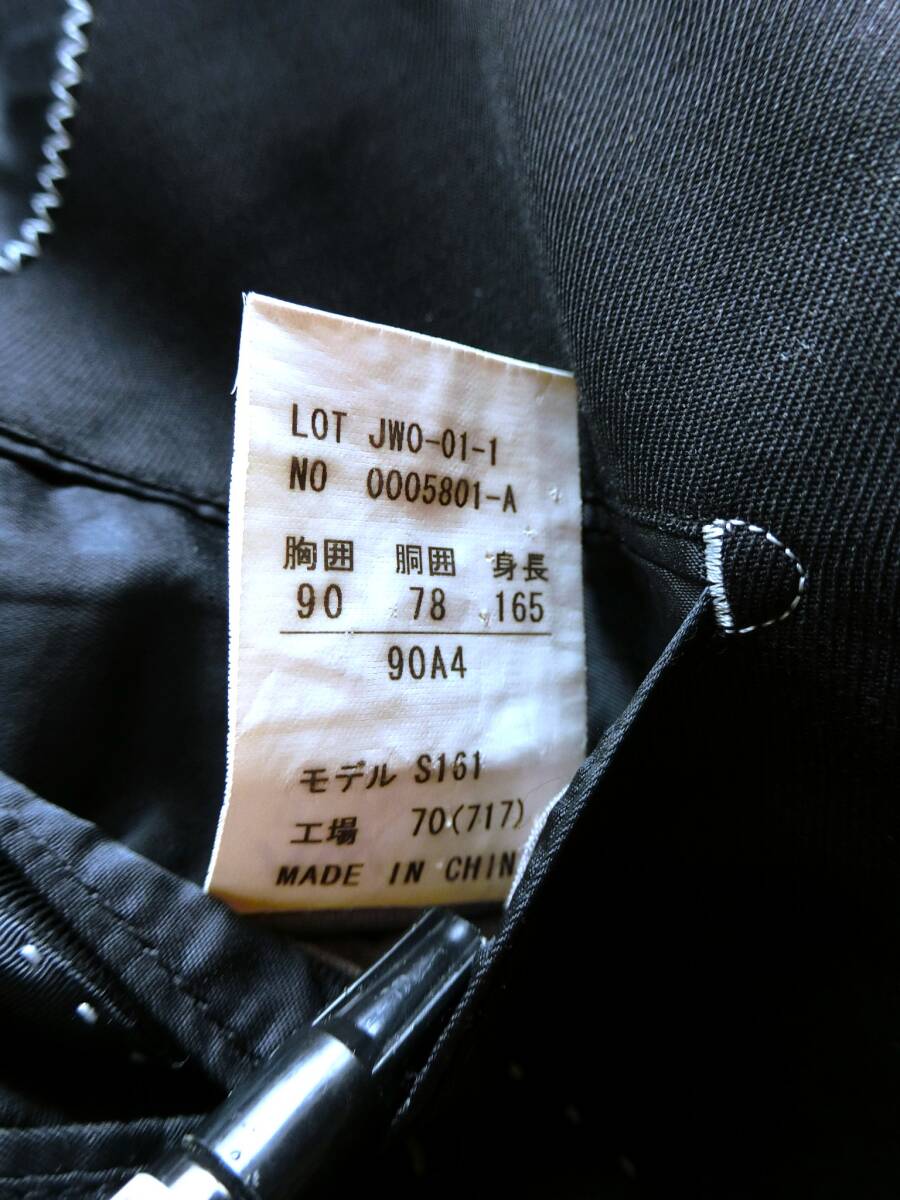 LOT JWO-01-1
NO 0005801-A
胸囲 胴囲 身長
90 78 165
90A4
モデル S161
工場 70(717)
MADE IN CHIN